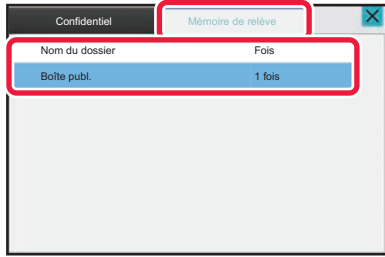 Confidentiel Mémoire de relève
Nom du dossier Fois
Boîte publ. 1 fois